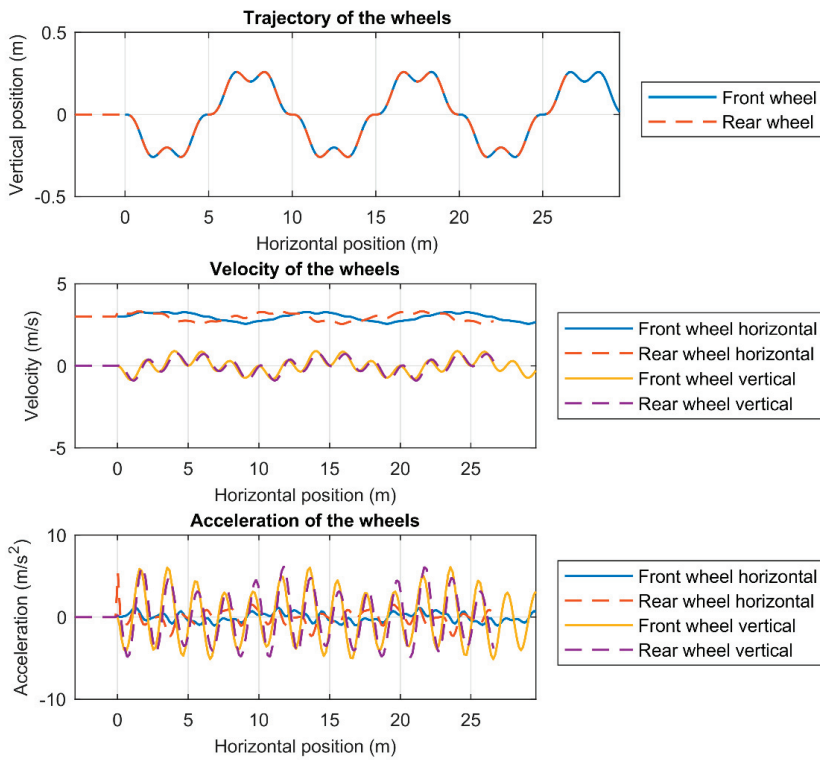 Trajectory of the wheels
0.5
0
-0.5
Vertical position (m)
0 5 10 15 20 25
Horizontal position (m)
Front wheel
Rear wheel
Velocity of the wheels
5
0
-5
Velocity (m/s)
0 5 10 15 20 25
Horizontal position (m)
Front wheel horizontal
Rear wheel horizontal
Front wheel vertical
Rear wheel vertical
Acceleration of the wheels
10
0
-10
Acceleration (m/s²)
0 5 10 15 20 25
Horizontal position (m)
Front wheel horizontal
Rear wheel horizontal
Front wheel vertical
Rear wheel vertical